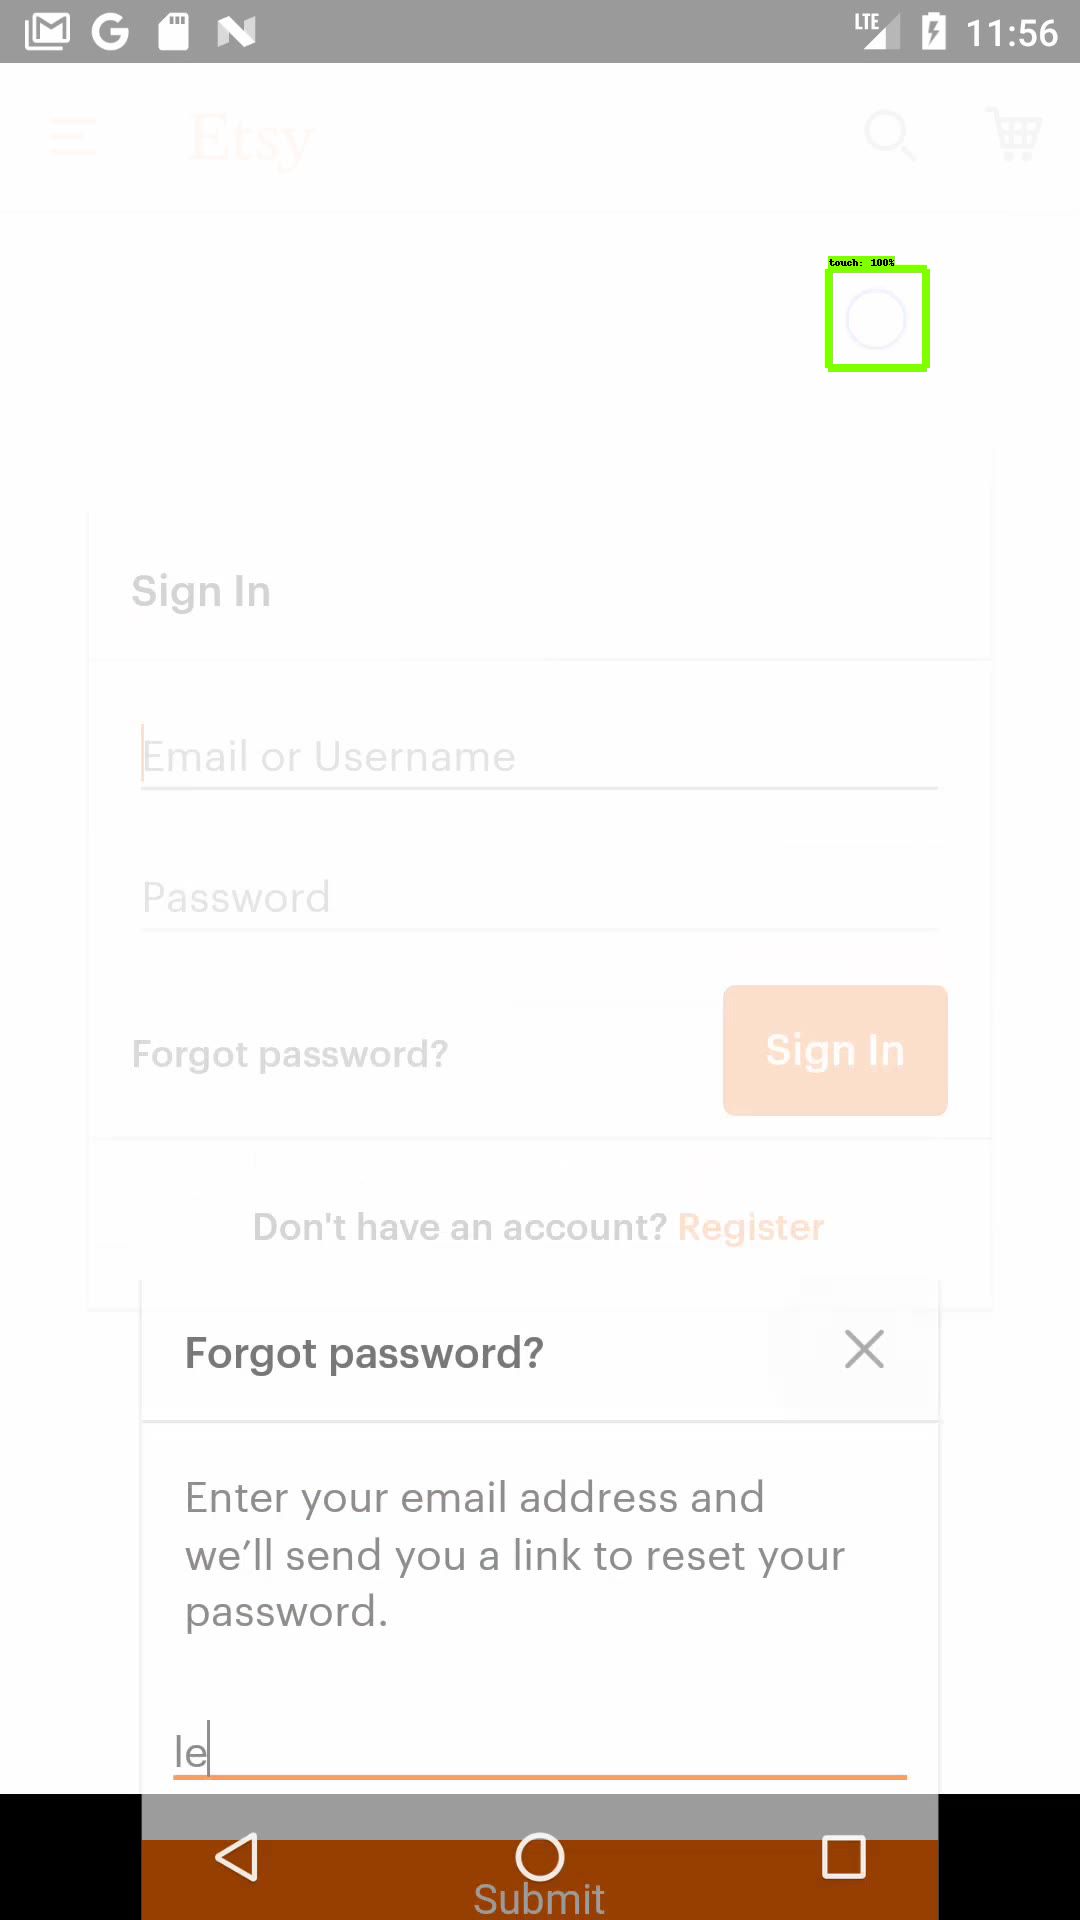 LTE 11:56
Etsy
touch: 100%
Sign In
Email or Username
Password
Forgot password?
Sign In
Don't have an account? Register
Forgot password?
Enter your email address and
we’ll send you a link to reset your
password.
le
Submit